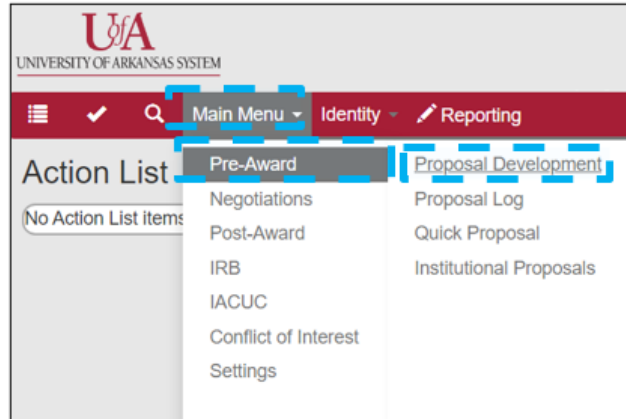 UofA
UNIVERSITY OF ARKANSAS SYSTEM
Main Menu Identity Reporting
Action List
No Action List items
Pre-Award
Negotiations
Post-Award
IRB
IACUC
Conflict of Interest
Settings
Proposal Development
Proposal Log
Quick Proposal
Institutional Proposals